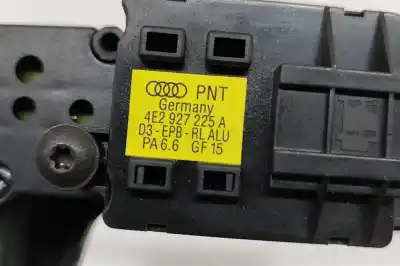 PNT
Germany
4E2 927 225 A
D3-EPB-RL ALU
PA 6.6 GF 15